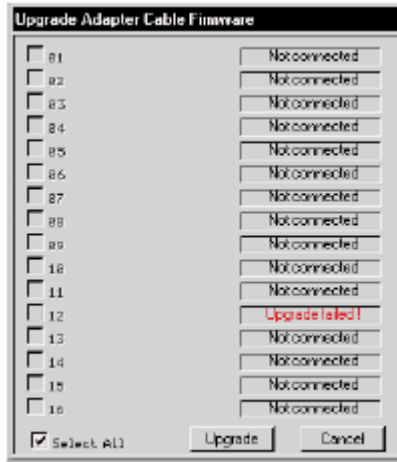 Upgrade Adapter Cable Firmware
01 Not connected
02 Not connected
03 Not connected
04 Not connected
05 Not connected
06 Not connected
07 Not connected
08 Not connected
09 Not connected
10 Not connected
11 Not connected
12 Upgrade failed!
13 Not connected
14 Not connected
15 Not connected
16 Not connected
Select All Upgrade Cancel